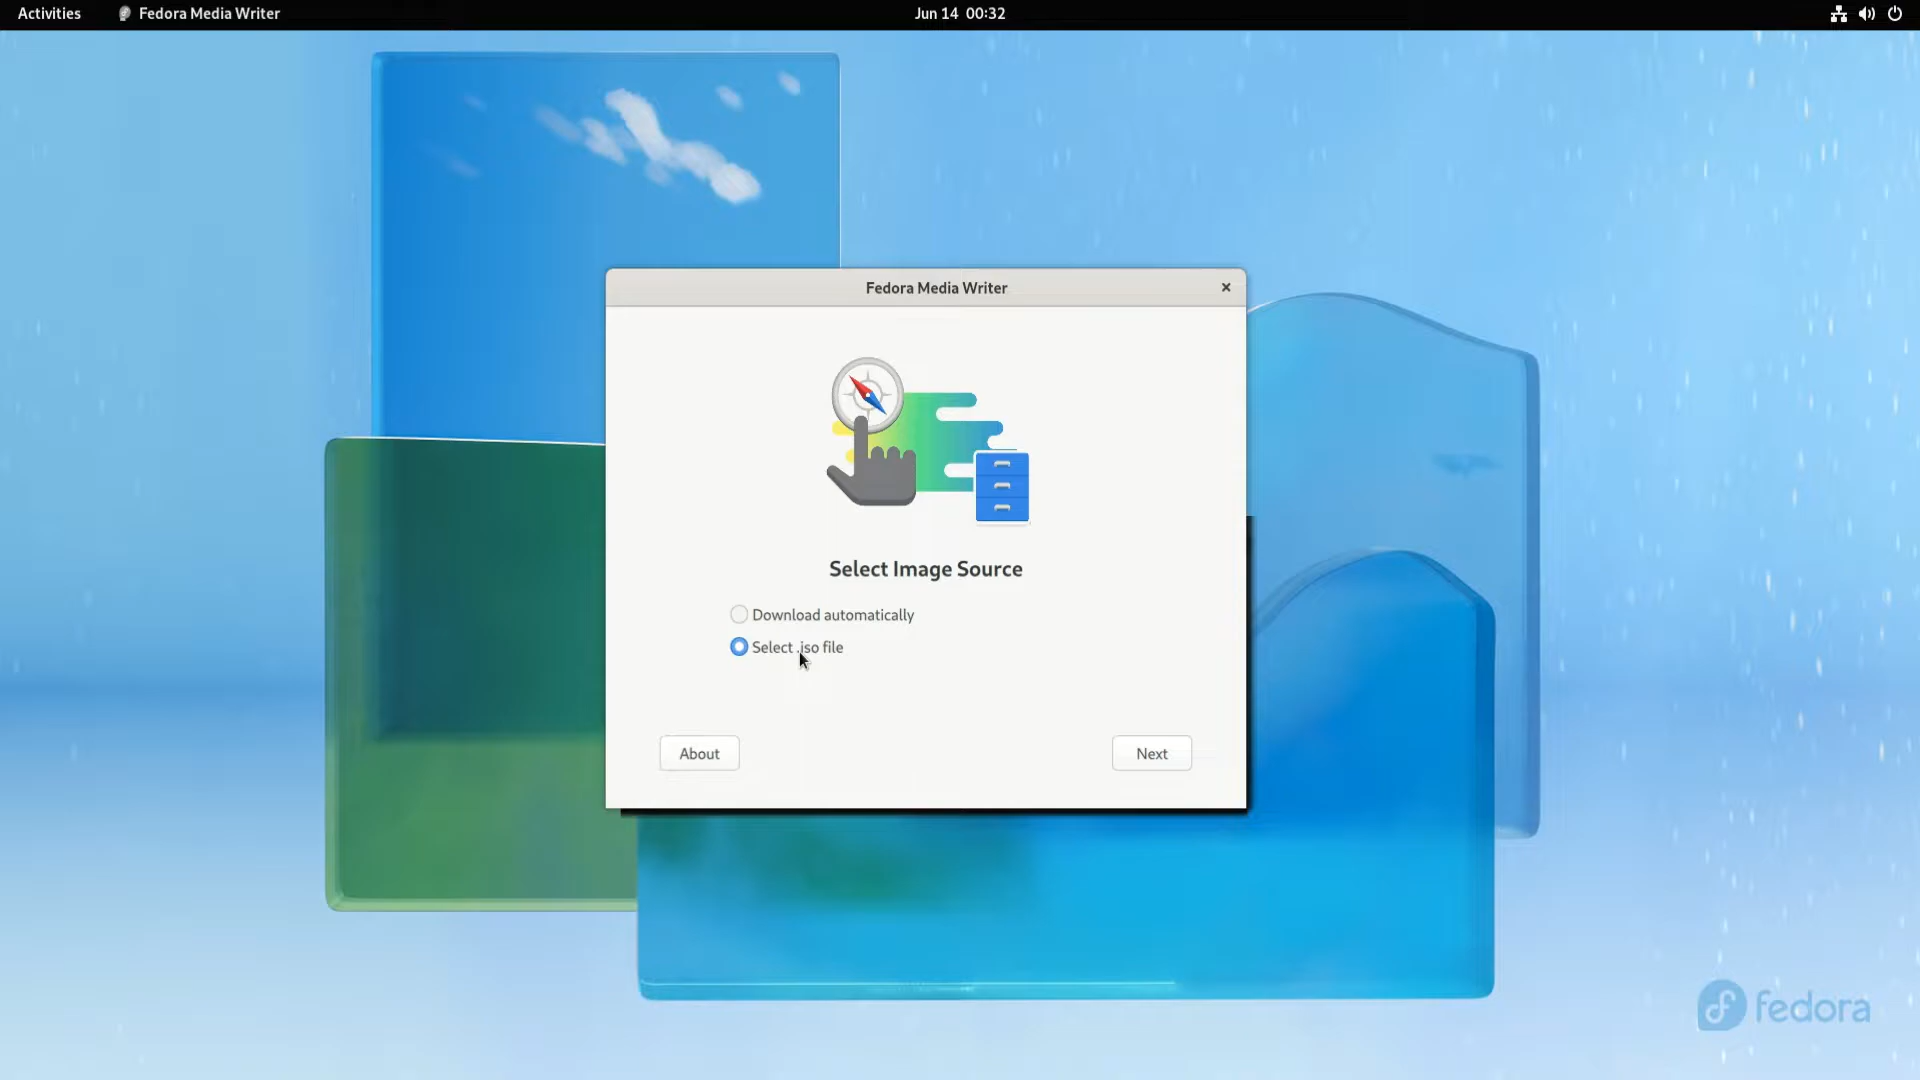 Activities
Fedora Media Writer
Jun 14 00:32
Fedora Media Writer
Select Image Source
Download automatically
Select .iso file
About
Next
fedora